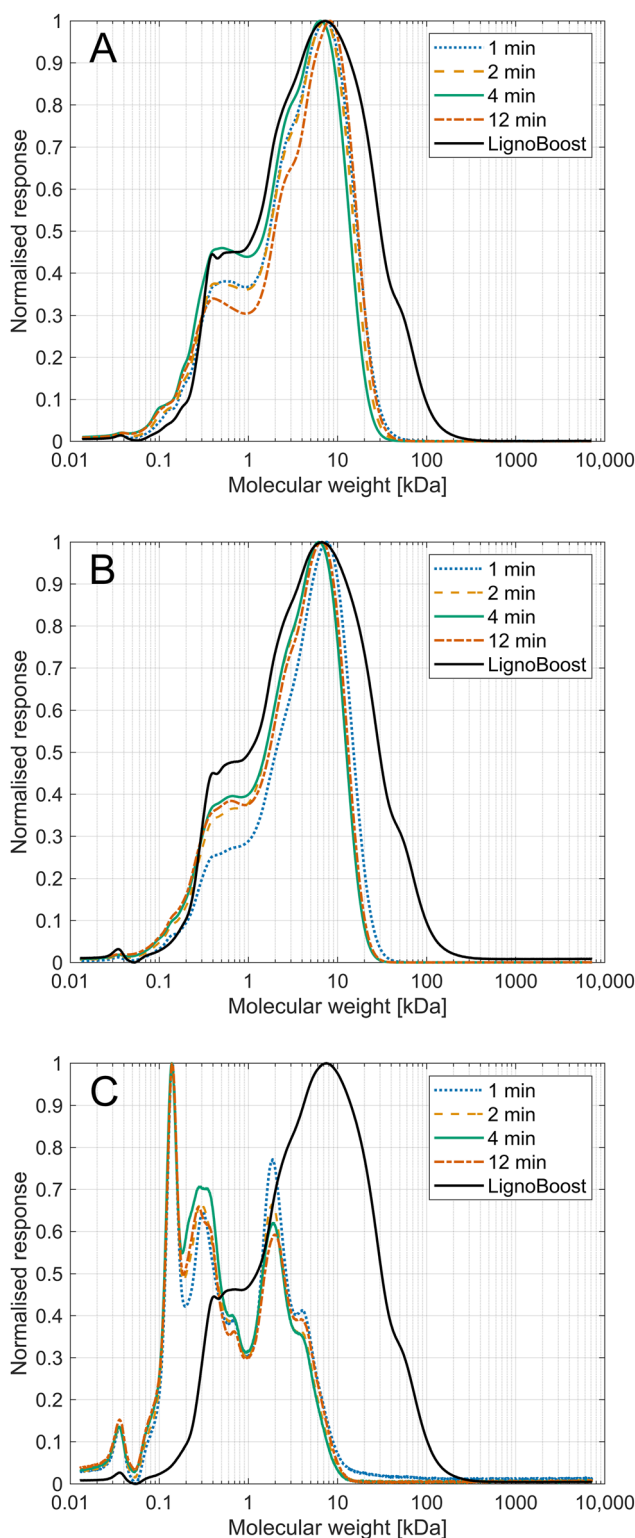 A
1
0.9
0.8
0.7
0.6
0.5
0.4
0.3
0.2
0.1
0
Normalised response
1 min
2 min
4 min
12 min
LignoBoost
0.01 0.1 1 10 100 1000 10,000
Molecular weight [kDa]
B
1
0.9
0.8
0.7
0.6
0.5
0.4
0.3
0.2
0.1
0
Normalised response
1 min
2 min
4 min
12 min
LignoBoost
0.01 0.1 1 10 100 1000 10,000
Molecular weight [kDa]
C
1
0.9
0.8
0.7
0.6
0.5
0.4
0.3
0.2
0.1
0
Normalised response
1 min
2 min
4 min
12 min
LignoBoost
0.01 0.1 1 10 100 1000 10,000
Molecular weight [kDa]